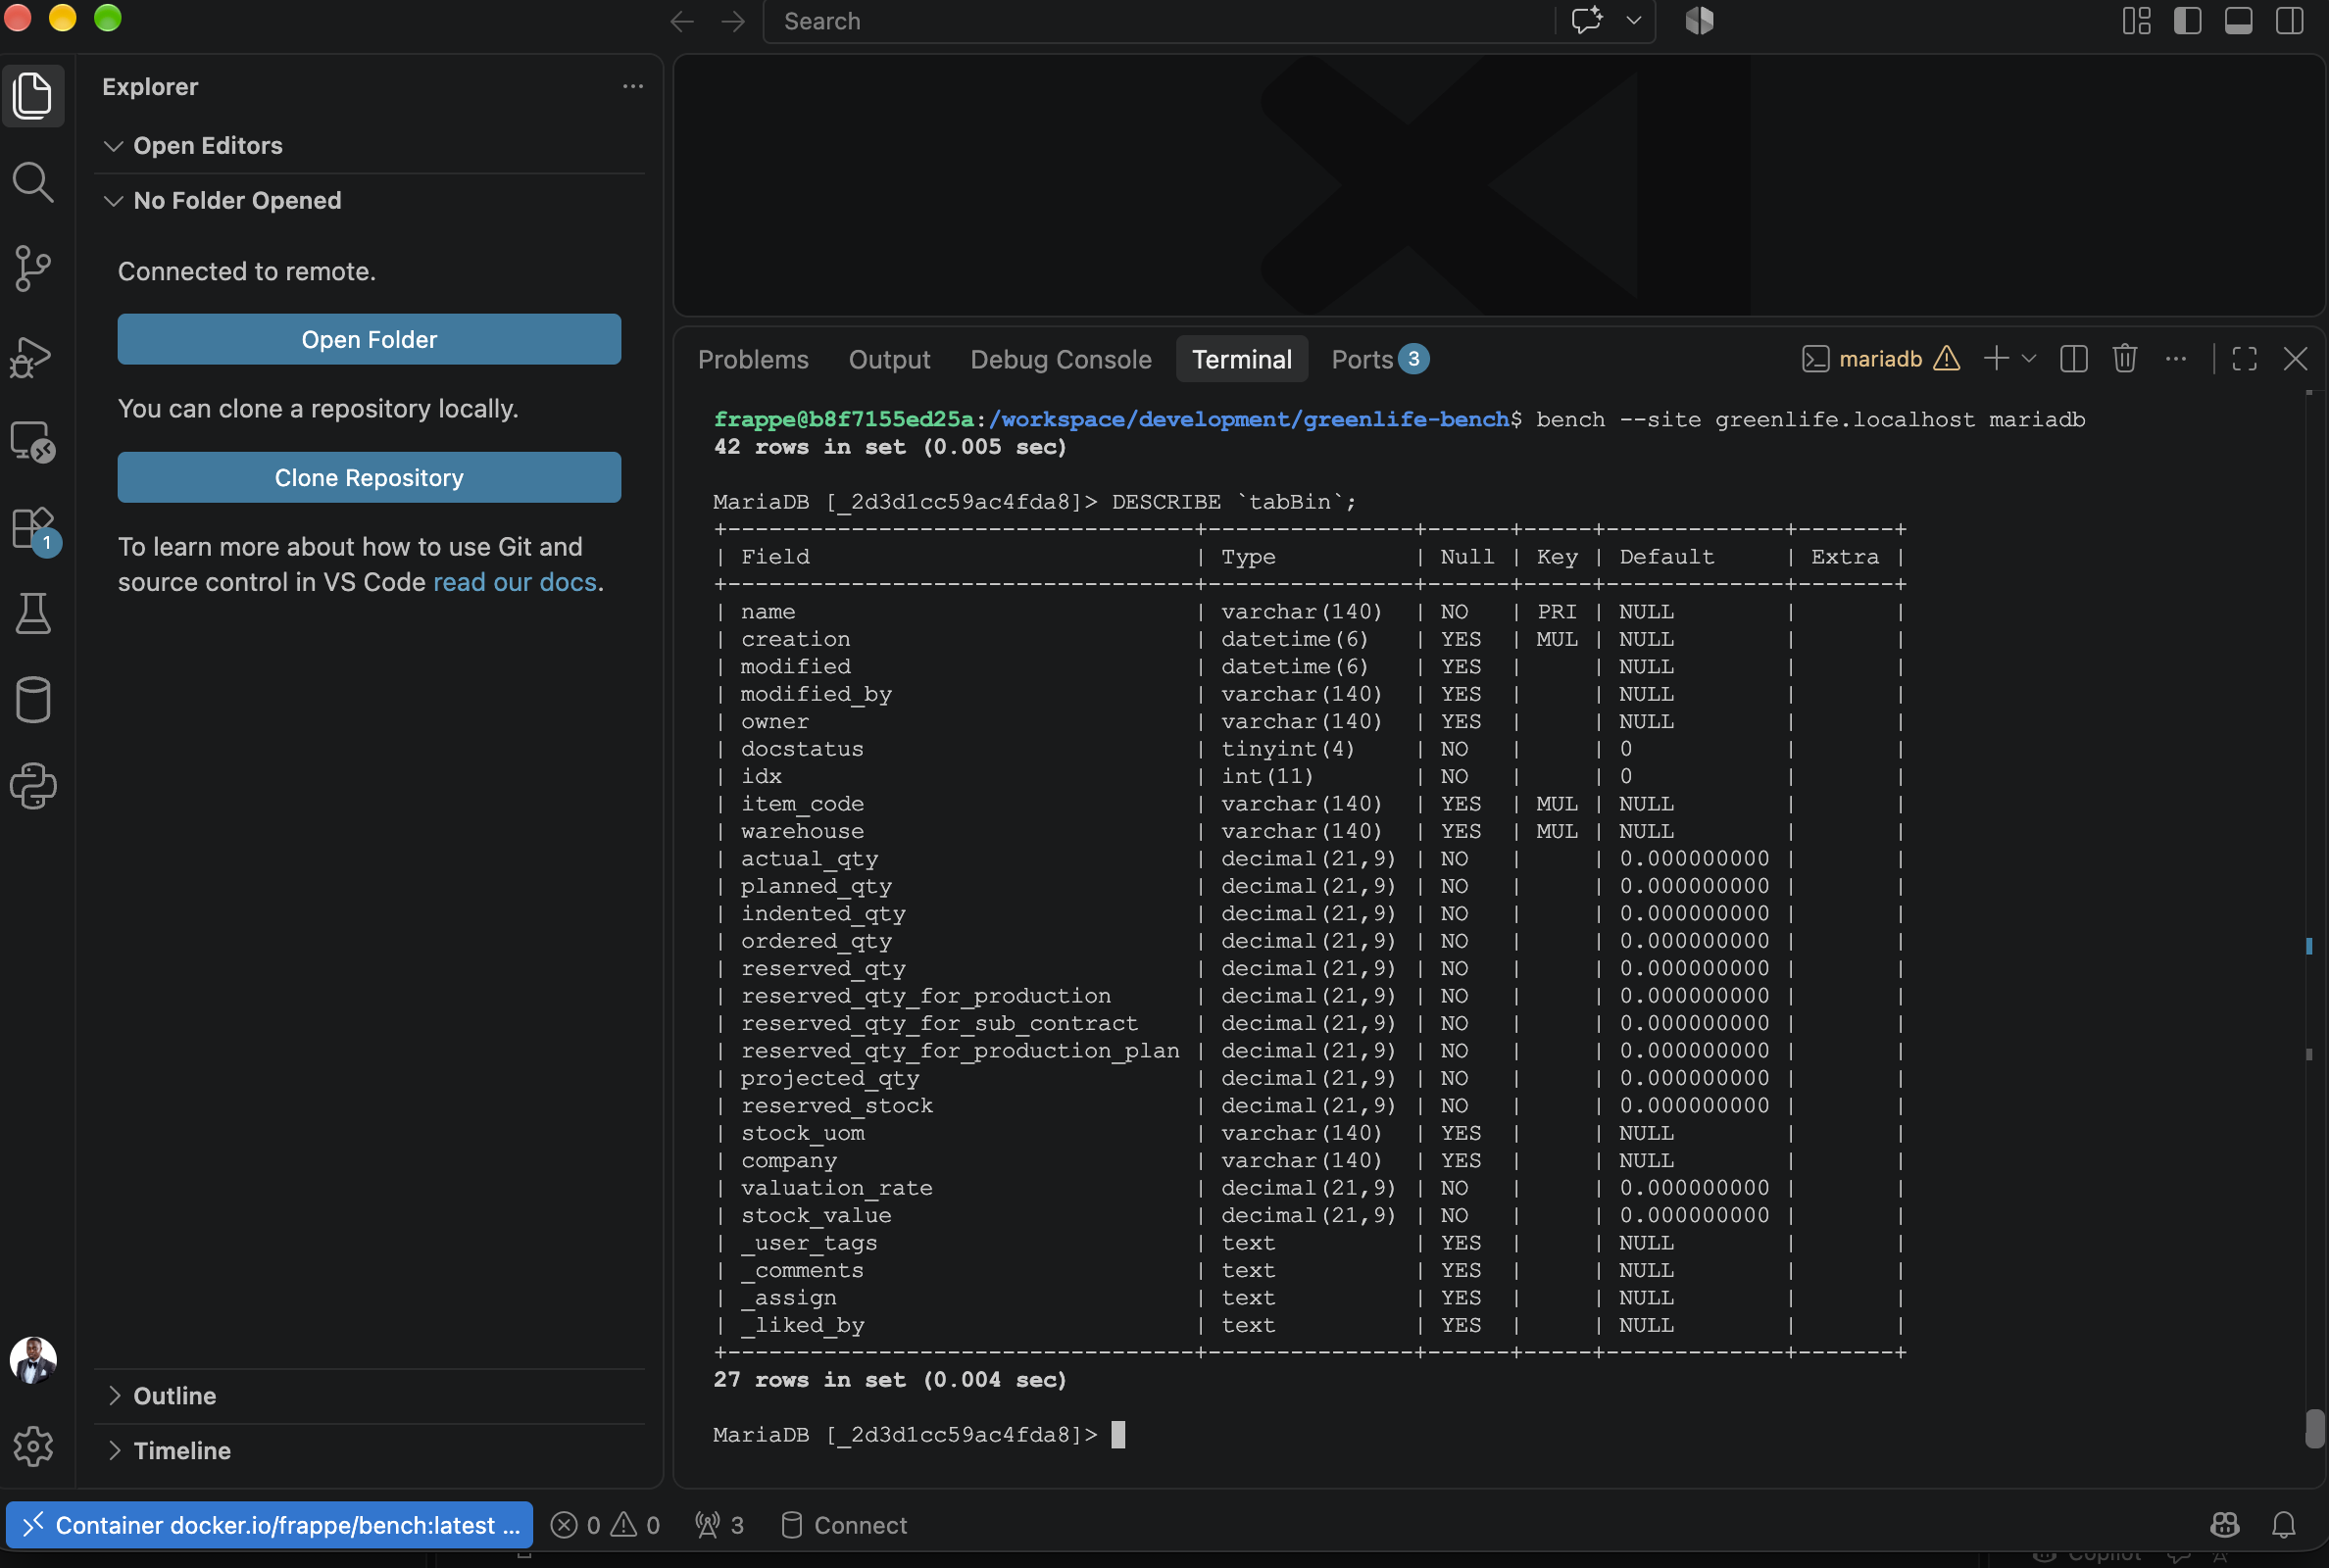 Search
Explorer
Open Editors
No Folder Opened
Connected to remote.
Open Folder
You can clone a repository locally.
Clone Repository
To learn more about how to use Git and
source control in VS Code read our docs.
1
Outline
Timeline
Problems Output Debug Console Terminal Ports 3 mariadb
frappe@b8f7155ed25a:/workspace/development/greenlife-bench$ bench --site greenlife.localhost mariadb
42 rows in set (0.005 sec)
MariaDB [_2d3d1cc59ac4fda8]> DESCRIBE `tabBin`;
+----------------------------------+---------------+------+-----+-------------+-------+
| Field                            | Type          | Null | Key | Default     | Extra |
+----------------------------------+---------------+------+-----+-------------+-------+
| name                             | varchar(140)  | NO   | PRI | NULL        |       |
| creation                         | datetime(6)   | YES  | MUL | NULL        |       |
| modified                         | datetime(6)   | YES  |     | NULL        |       |
| modified_by                      | varchar(140)  | YES  |     | NULL        |       |
| owner                            | varchar(140)  | YES  |     | NULL        |       |
| docstatus                        | tinyint(4)    | NO   |     | 0           |       |
| idx                              | int(11)       | NO   |     | 0           |       |
| item_code                        | varchar(140)  | YES  | MUL | NULL        |       |
| warehouse                        | varchar(140)  | YES  | MUL | NULL        |       |
| actual_qty                       | decimal(21,9) | NO   |     | 0.000000000 |       |
| planned_qty                      | decimal(21,9) | NO   |     | 0.000000000 |       |
| indented_qty                     | decimal(21,9) | NO   |     | 0.000000000 |       |
| ordered_qty                      | decimal(21,9) | NO   |     | 0.000000000 |       |
| reserved_qty                     | decimal(21,9) | NO   |     | 0.000000000 |       |
| reserved_qty_for_production      | decimal(21,9) | NO   |     | 0.000000000 |       |
| reserved_qty_for_sub_contract    | decimal(21,9) | NO   |     | 0.000000000 |       |
| reserved_qty_for_production_plan | decimal(21,9) | NO   |     | 0.000000000 |       |
| projected_qty                    | decimal(21,9) | NO   |     | 0.000000000 |       |
| reserved_stock                   | decimal(21,9) | NO   |     | 0.000000000 |       |
| stock_uom                        | varchar(140)  | YES  |     | NULL        |       |
| company                          | varchar(140)  | YES  |     | NULL        |       |
| valuation_rate                   | decimal(21,9) | NO   |     | 0.000000000 |       |
| stock_value                      | decimal(21,9) | NO   |     | 0.000000000 |       |
| _user_tags                       | text          | YES  |     | NULL        |       |
| _comments                        | text          | YES  |     | NULL        |       |
| _assign                          | text          | YES  |     | NULL        |       |
| _liked_by                        | text          | YES  |     | NULL        |       |
+----------------------------------+---------------+------+-----+-------------+-------+
27 rows in set (0.004 sec)
MariaDB [_2d3d1cc59ac4fda8]>
Container docker.io/frappe/bench:latest ... 0 0 3 Connect
Copilot